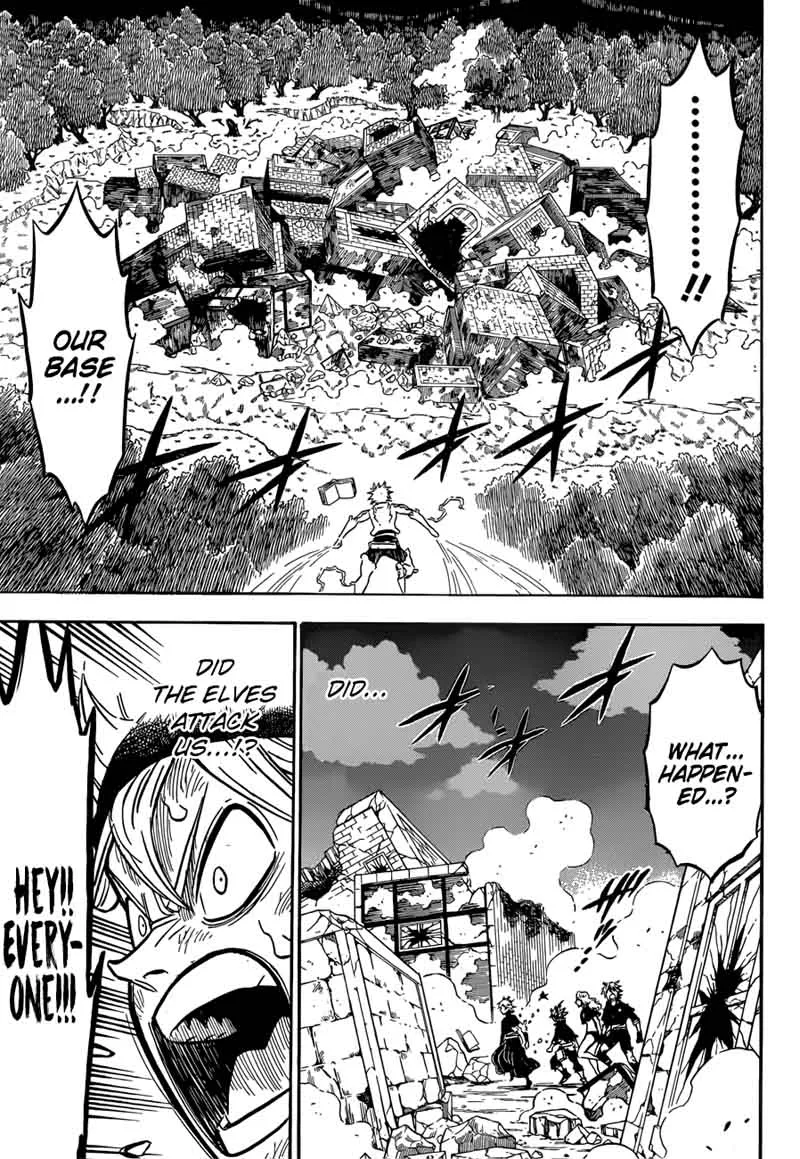 ..........!!
OUR
BASE
...!!
WHAT...
HAPPEN-
ED...?
DID...
DID
THE ELVES
ATTACK
US...!?
HEY!!
EVERY-
ONE!!!